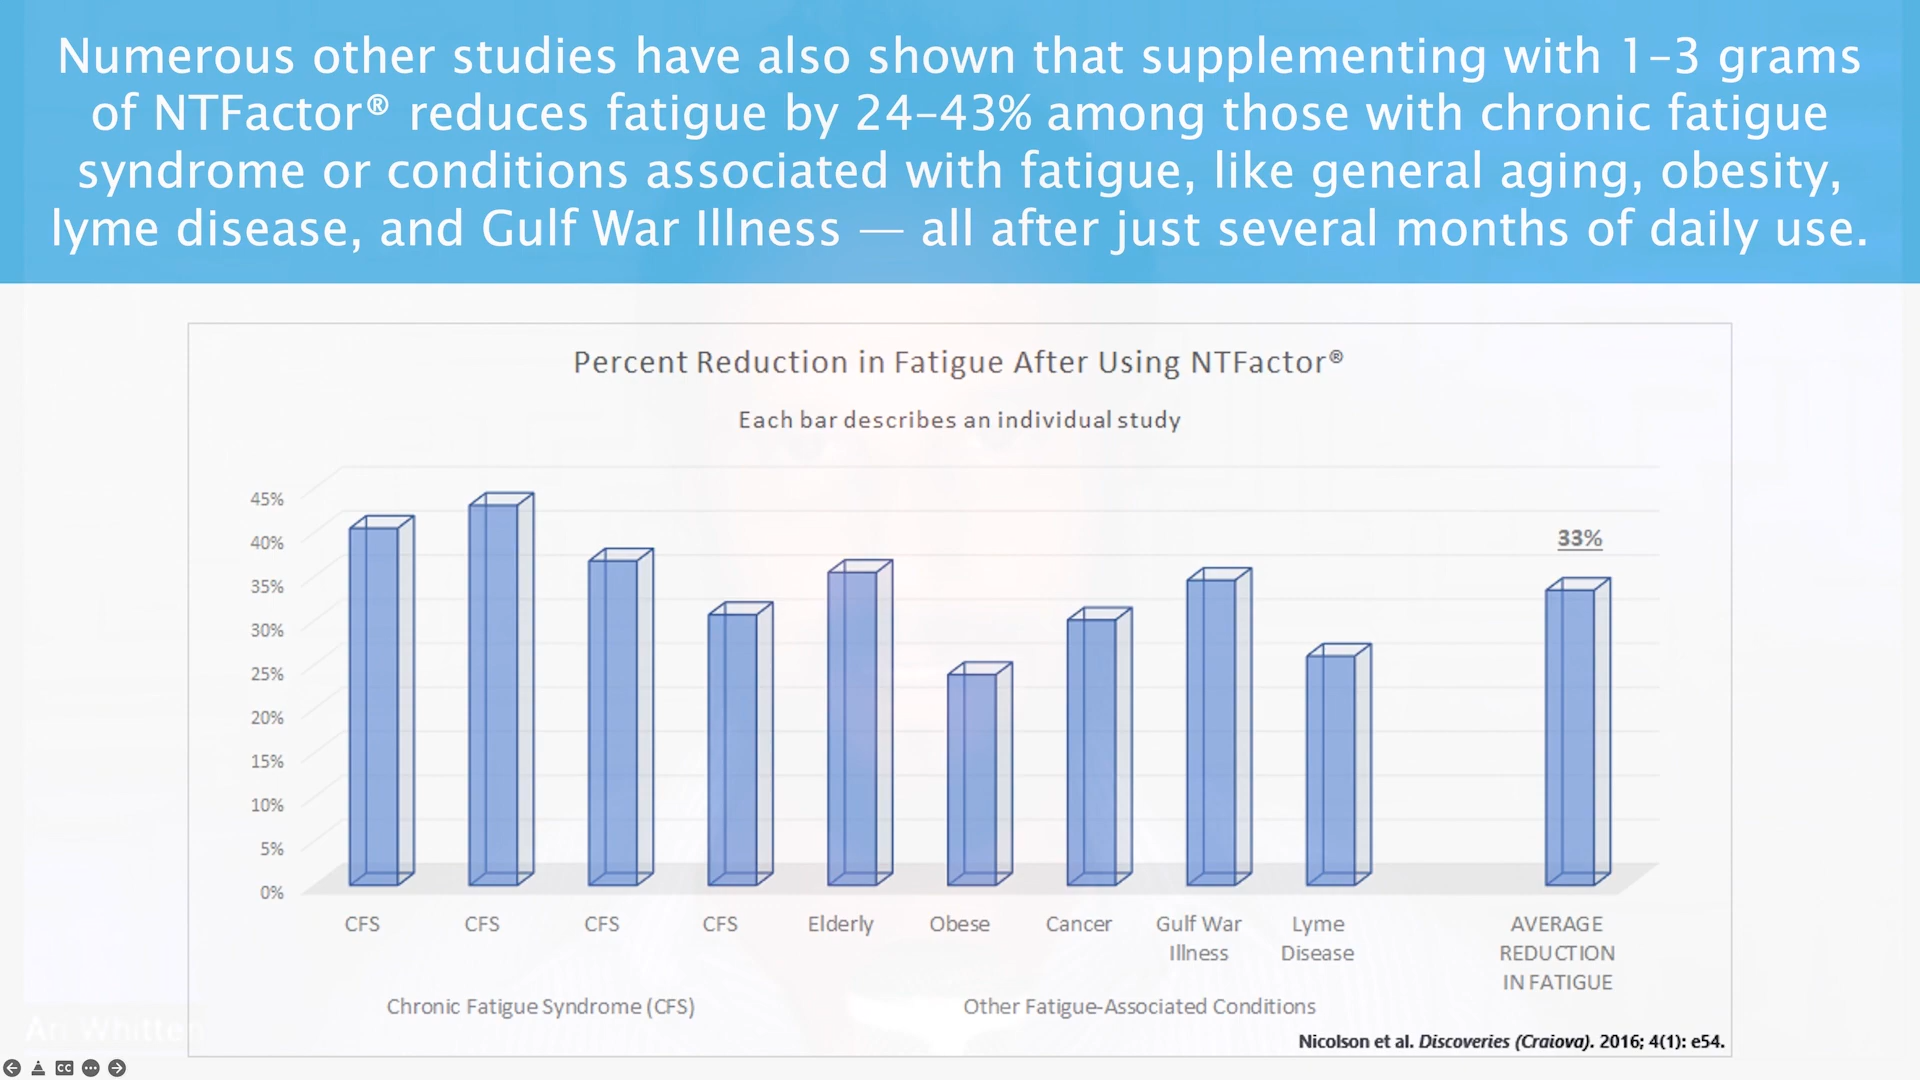 Numerous other studies have also shown that supplementing with 1–3 grams
of NTFactor® reduces fatigue by 24–43% among those with chronic fatigue
syndrome or conditions associated with fatigue, like general aging, obesity,
lyme disease, and Gulf War Illness — all after just several months of daily use.
Percent Reduction in Fatigue After Using NTFactor®
Each bar describes an individual study
45%
40%
35%
30%
25%
20%
15%
10%
5%
0%
33%
CFS CFS CFS CFS Elderly Obese Cancer Gulf War Lyme AVERAGE
Illness Disease REDUCTION
IN FATIGUE
Chronic Fatigue Syndrome (CFS) Other Fatigue-Associated Conditions
Nicolson et al. Discoveries (Craiova). 2016; 4(1): e54.
Ari Whitten
CC